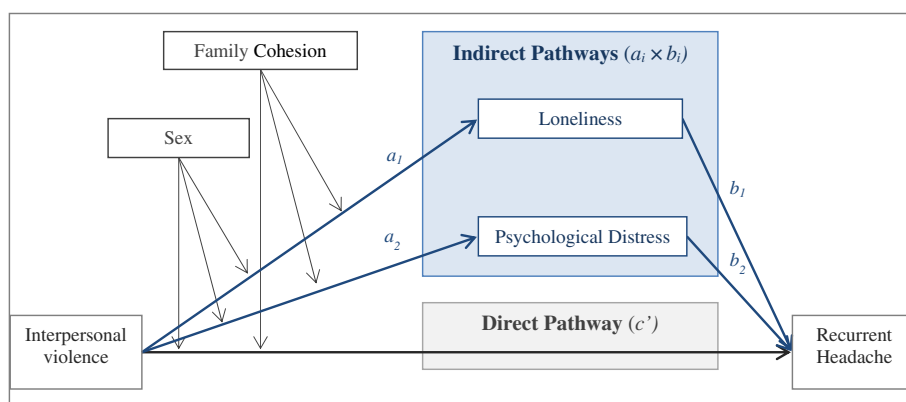 Family Cohesion
Indirect Pathways (aᵢ × bᵢ)
Sex
Loneliness
a₁
b₁
a₂
Psychological Distress
b₂
Direct Pathway (c’)
Interpersonal
violence
Recurrent
Headache